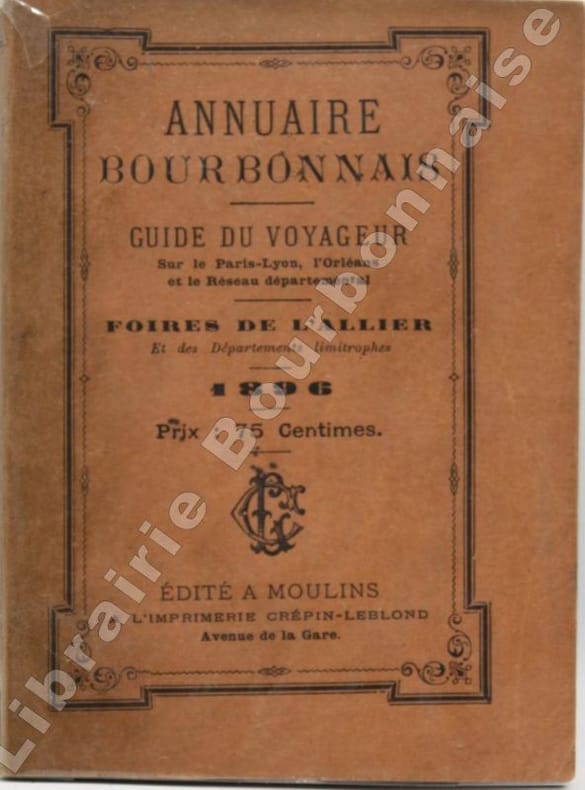 ANNUAIRE
BOURBONNAIS
GUIDE DU VOYAGEUR
Sur le Paris-Lyon, l'Orléans
et le Réseau départemental
FOIRES DE L'ALLIER
Et des Départements limitrophes
1896
Prix : 75 Centimes.
ÉDITÉ A MOULINS
A L'IMPRIMERIE CRÉPIN-LEBLOND
Avenue de la Gare.
Librairie Bourbonnaise